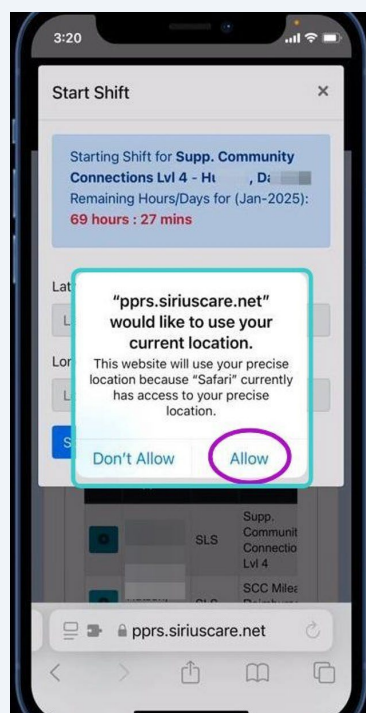 3:20
Start Shift ×
Starting Shift for Supp. Community
Connections Lvl 4 - Hu , Da
Remaining Hours/Days for (Jan-2025):
69 hours : 27 mins
Lat
L
"pprs.siriuscare.net"
would like to use your
current location.
Lon
This website will use your precise
location because "Safari" currently
has access to your precise
location.
L
S
Don't Allow Allow
Supp.
SLS Communit
Connectio
Lvl 4
SCC Milea
pprs.siriuscare.net